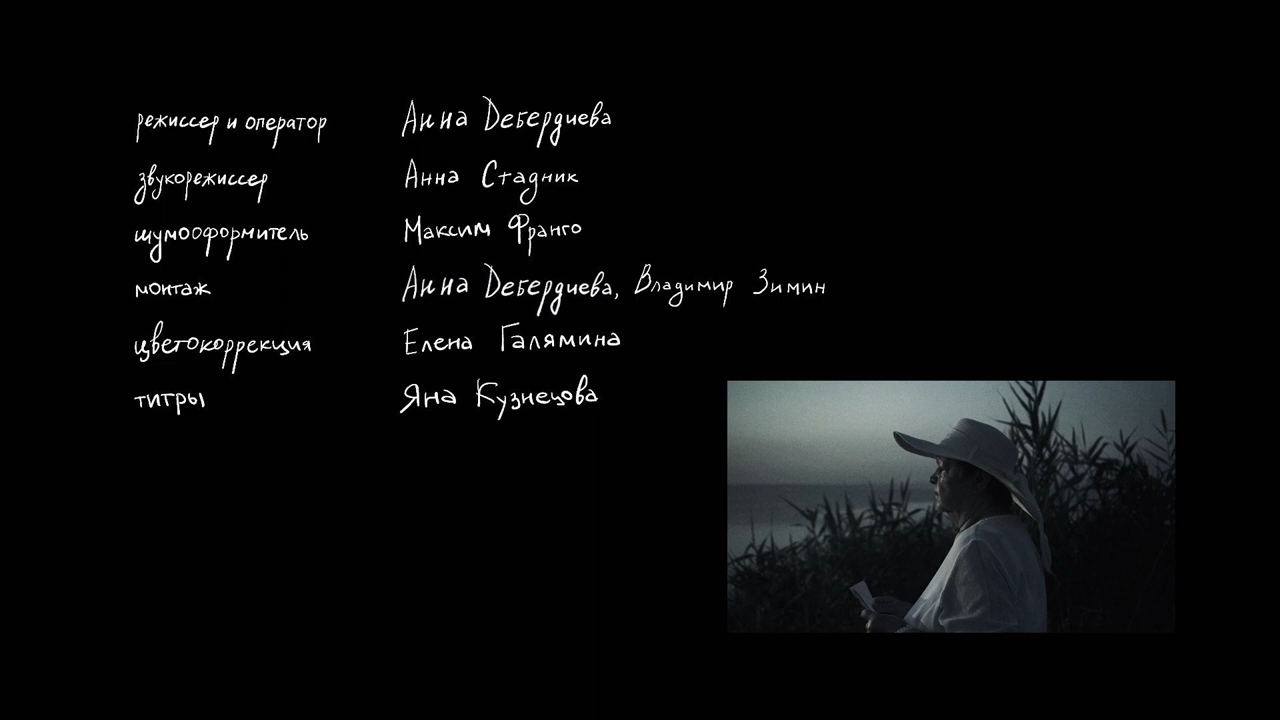 режиссер и оператор Анна Дебердиева
звукорежиссер Анна Стадник
шумооформитель Максим Франго
монтаж Анна Дебердиева, Владимир Зимин
цветокоррекция Елена Галямина
титры Яна Кузнецова